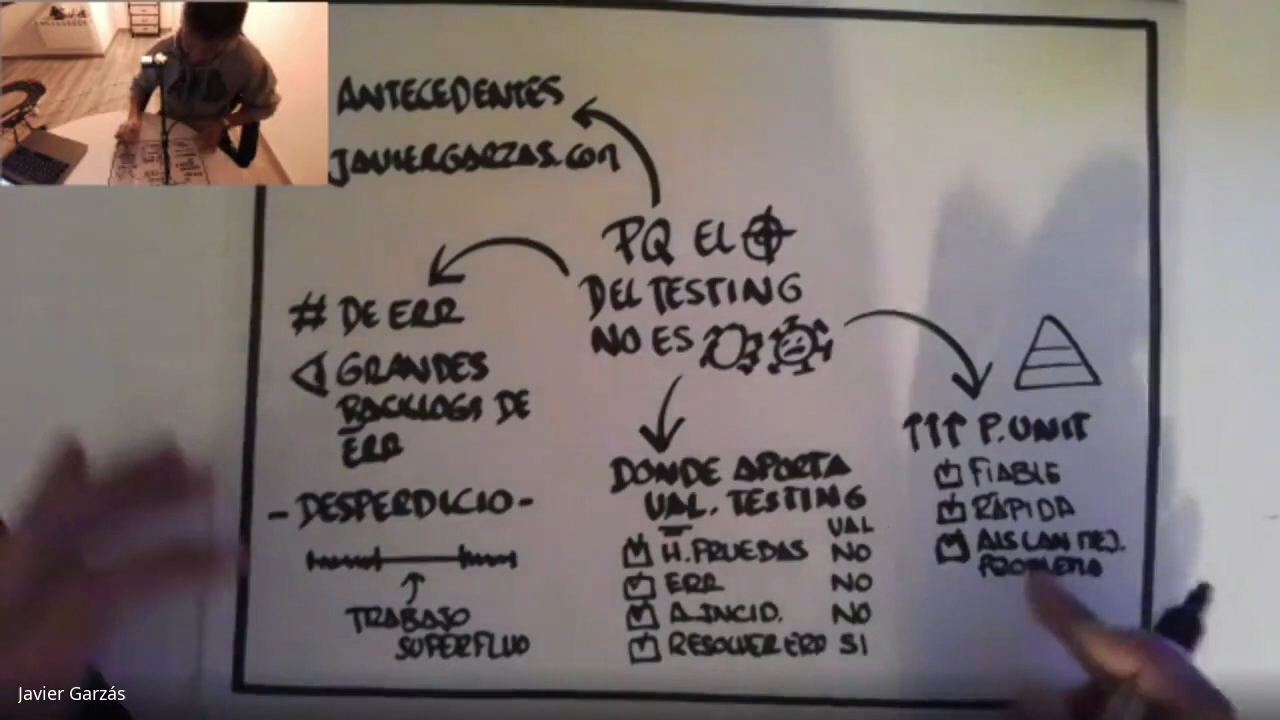 ANTECEDENTES
JAVIERGARZAS.COM
PQ EL
DEL TESTING
NO ES
# DE ERR
GRANDES
BACKLOGS DE
ERR
- DESPERDICIO -
TRABAJO
SUPERFLUO
DONDE APORTA
VAL. TESTING
VAL
H. PRUEBAS NO
ERR NO
A. INCID. NO
RESOLVER ERR SI
↑↑↑ P. UNIT
FIABLE
RÁPIDA
AISLAN MEJ.
PROBLEMA
Javier Garzás